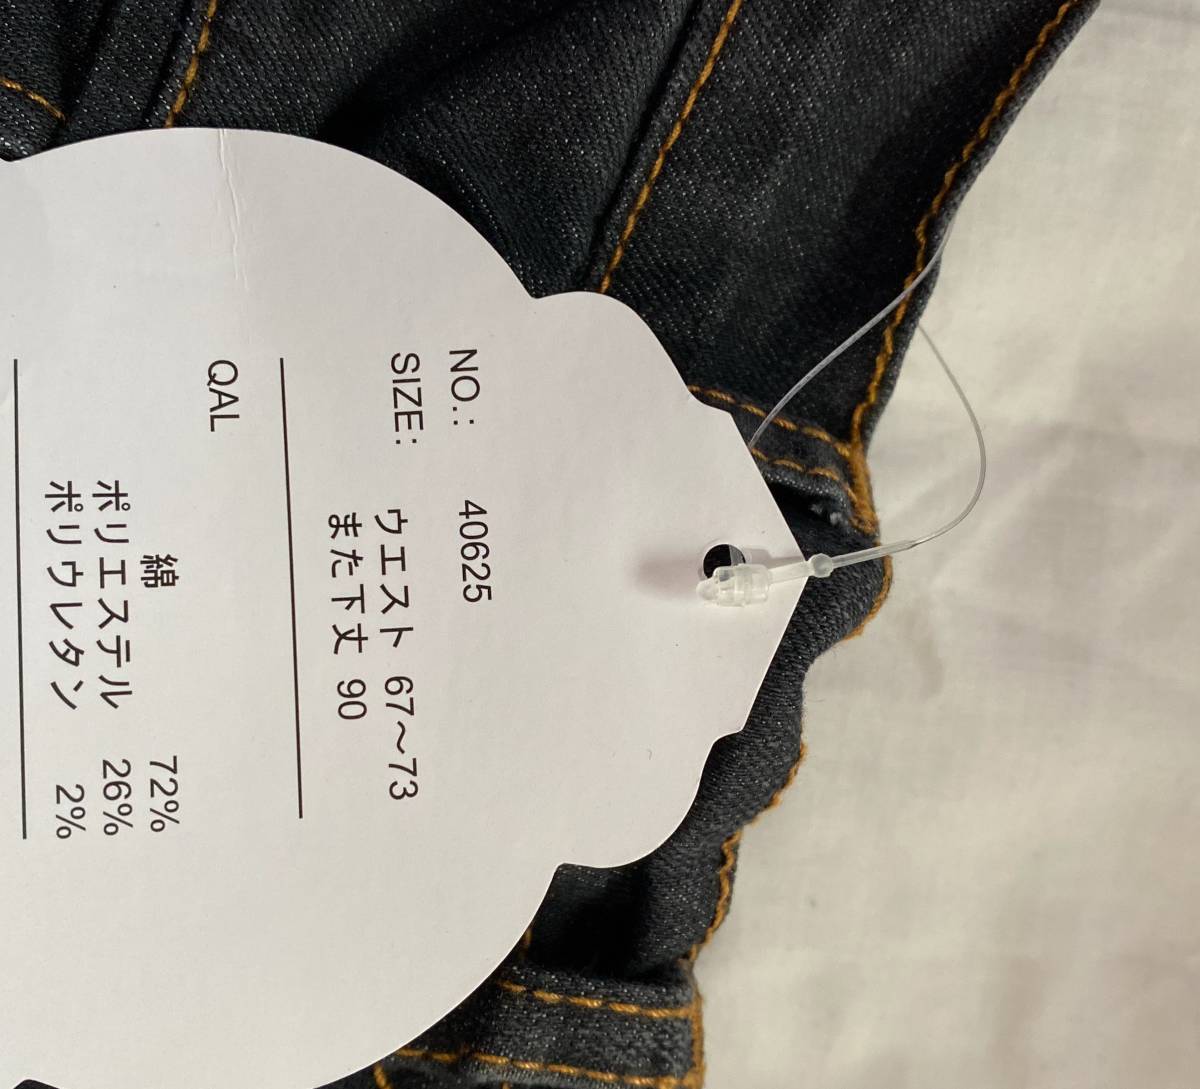 NO.: 40625
SIZE: ウエスト 67～73
また下丈 90
QAL
綿 72%
ポリエステル 26%
ポリウレタン 2%